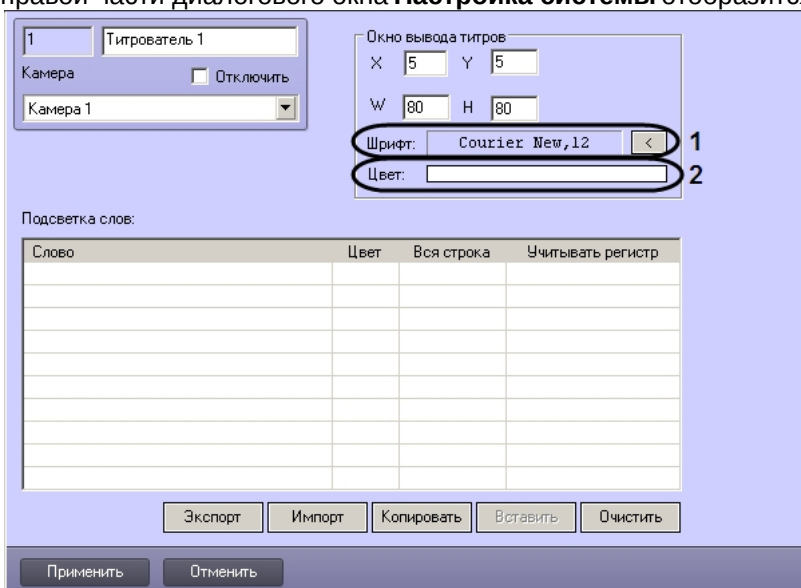 правой части диалогового окна Настройка системы отобразится
1 Титрователь 1
Камера Отключить
Камера 1
Окно вывода титров
X 5 Y 5
W 80 H 80
Шрифт: Courier New,12 < 1
Цвет: 2
Подсветка слов:
Слово Цвет Вся строка Учитывать регистр
Экспорт Импорт Копировать Вставить Очистить
Применить Отменить